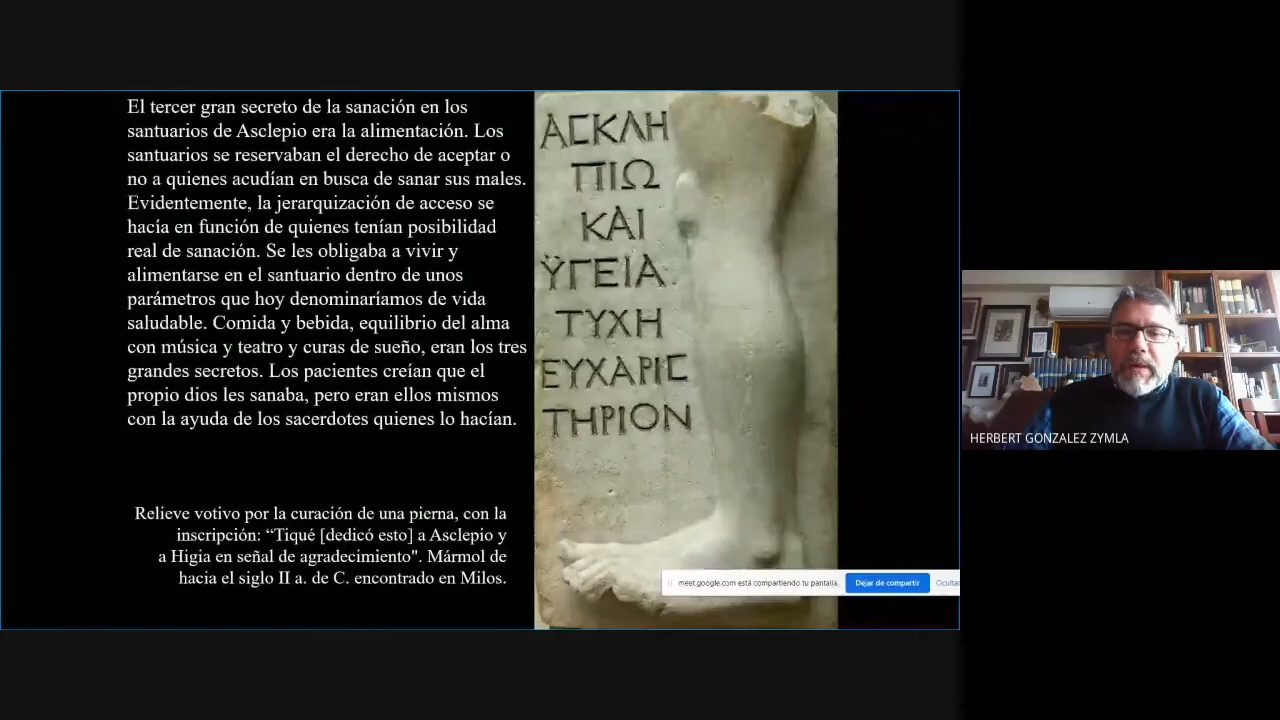 El tercer gran secreto de la sanación en los
santuarios de Asclepio era la alimentación. Los
santuarios se reservaban el derecho de aceptar o
no a quienes acudían en busca de sanar sus males.
Evidentemente, la jerarquización de acceso se
hacía en función de quienes tenían posibilidad
real de sanación. Se les obligaba a vivir y
alimentarse en el santuario dentro de unos
parámetros que hoy denominaríamos de vida
saludable. Comida y bebida, equilibrio del alma
con música y teatro y curas de sueño, eran los tres
grandes secretos. Los pacientes creían que el
propio dios les sanaba, pero eran ellos mismos
con la ayuda de los sacerdotes quienes lo hacían.
Relieve votivo por la curación de una pierna, con la
inscripción: “Tiqué [dedicó esto] a Asclepio y
a Higia en señal de agradecimiento". Mármol de
hacia el siglo II a. de C. encontrado en Milos.
ΑϹΚΛΗ
ΠΙΩ
ΚΑΙ
ΫΓΕΙΑ
ΤΥΧΗ
ΕΥΧΑΡΙϹ
ΤΗΡΙΟΝ
meet.google.com está compartiendo tu pantalla.
Dejar de compartir
HERBERT GONZALEZ ZYMLA